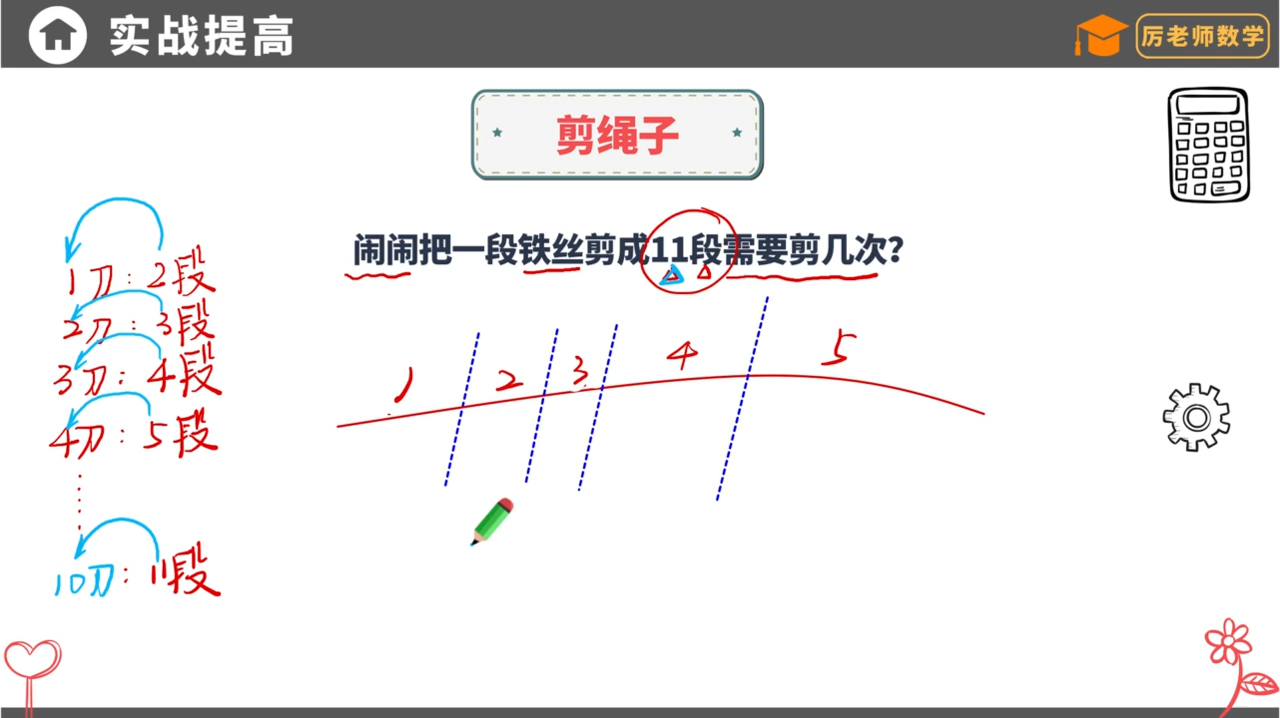 实战提高
厉老师数学
剪绳子
闹闹把一段铁丝剪成11段需要剪几次?
1刀:2段
2刀:3段
3刀:4段
4刀:5段
10刀:11段
1 2 3 4 5